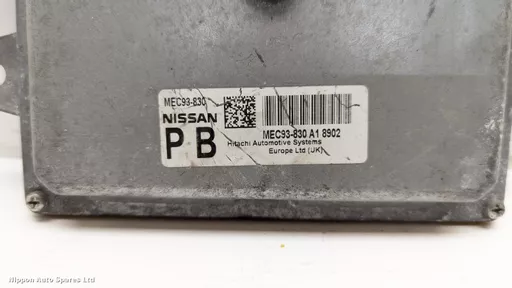 MEC93-830
NISSAN
P B
MEC93-830 A1 8902
Hitachi Automotive Systems
Europe Ltd (UK)
Nippon Auto Spares Ltd